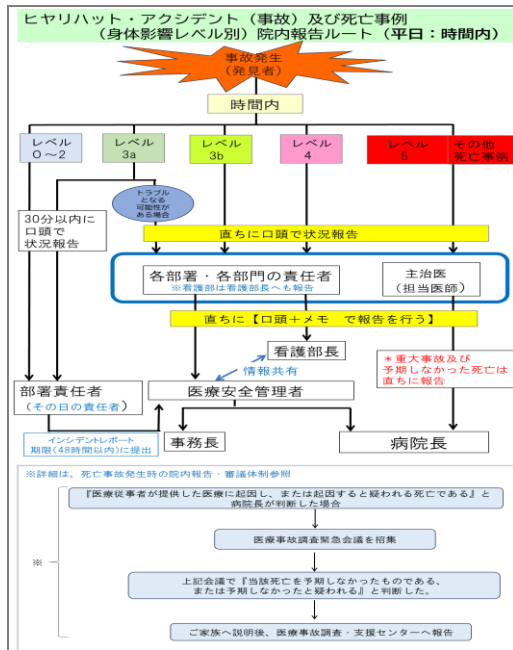 ヒヤリハット・アクシデント（事故）及び死亡事例
（身体影響レベル別）院内報告ルート（平日：時間内）
事故発生
（発見者）
時間内
レベル
０～２
レベル
3a
レベル
3b
レベル
4
レベル
5
その他
死亡事例
トラブル
となる
可能性が
ある場合
30分以内に
口頭で
状況報告
直ちに口頭で状況報告
各部署・各部門の責任者
※看護部は看護部長へも報告
主治医
（担当医師）
直ちに【口頭＋メモ　で報告を行う】
看護部長
情報共有
＊重大事故及び
予期しなかった死亡は
直ちに報告
部署責任者
（その日の責任者）
医療安全管理者
インシデントレポート
期限(48時間以内)に提出
事務長
病院長
※詳細は、死亡事故発生時の院内報告・審議体制参照
『医療従事者が提供した医療に起因し、または起因すると疑われる死亡である』と
病院長が判断した場合
※
医療事故調査緊急会議を招集
上記会議で『当該死亡を予期しなかったものである、
または予期しなかったと疑われる』と判断した。
ご家族へ説明後、医療事故調査・支援センターへ報告